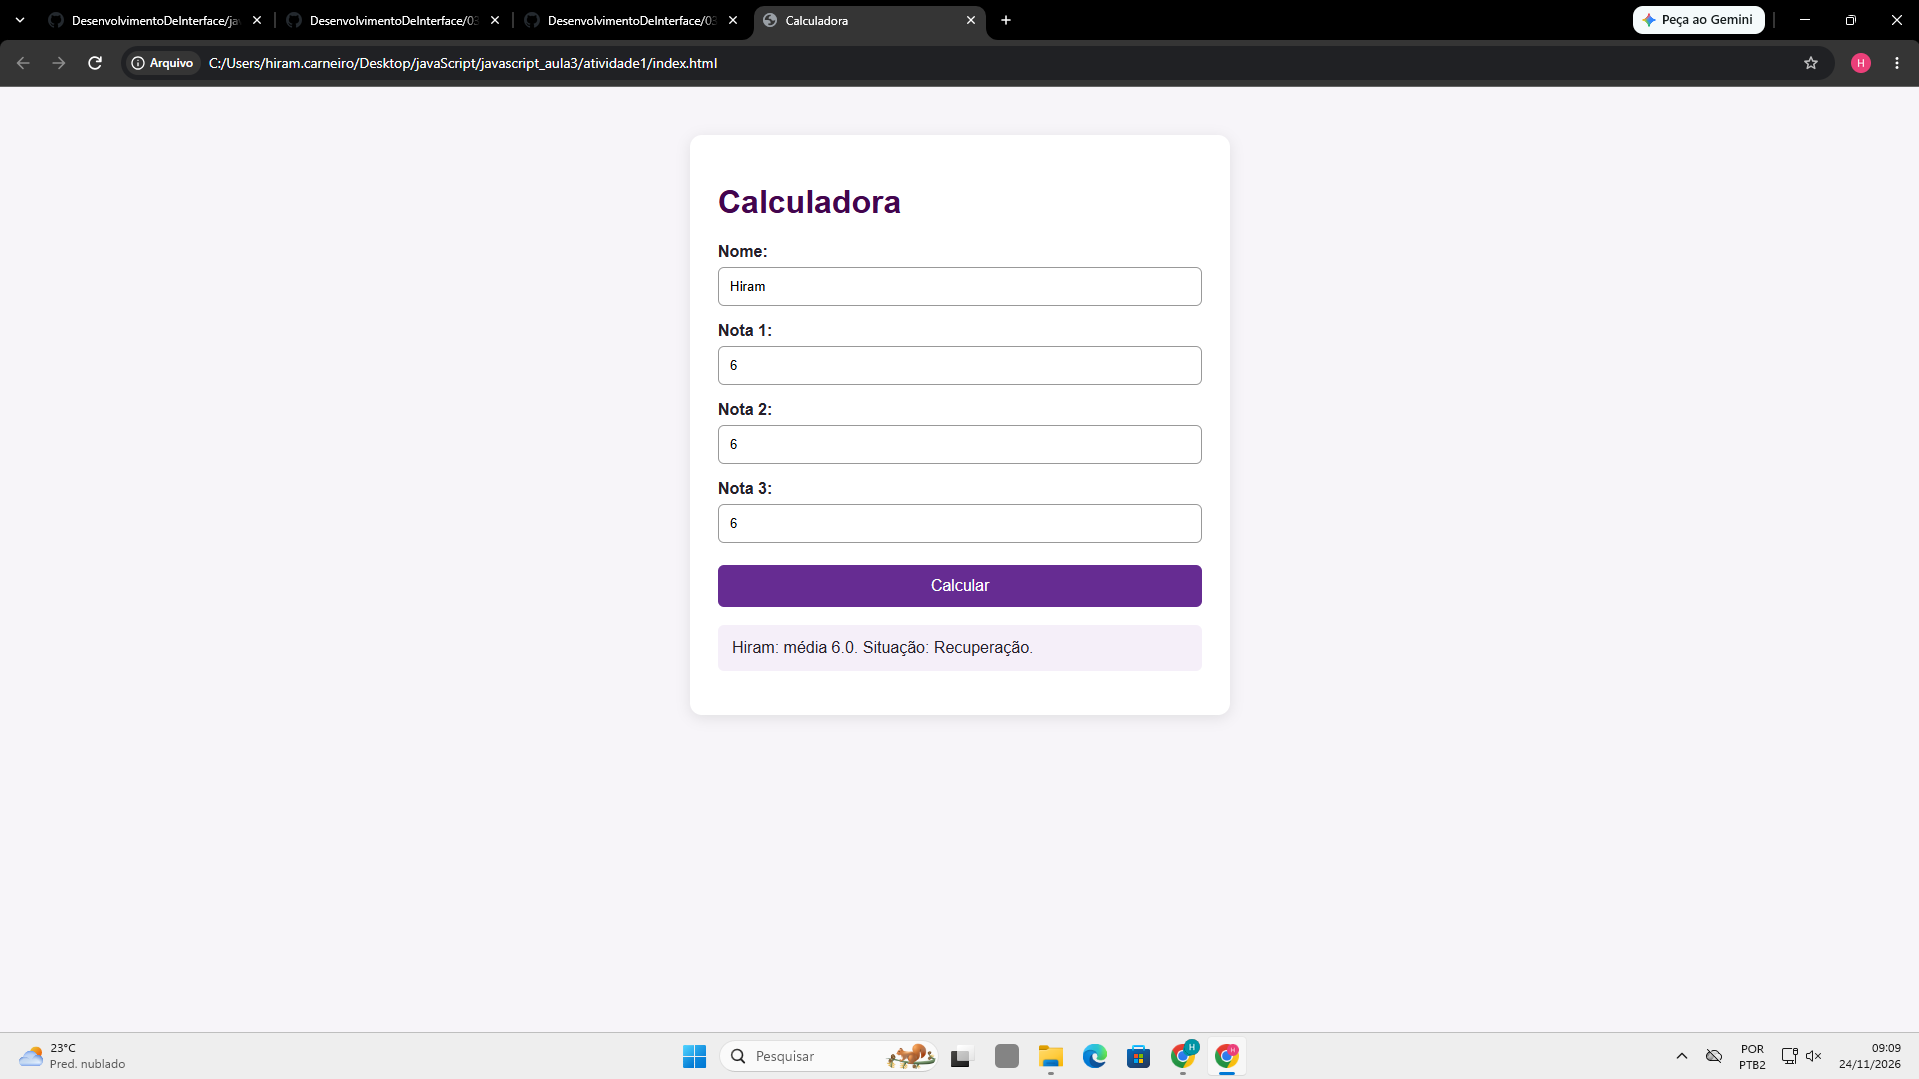 DesenvolvimentoDeInterface/ja
DesenvolvimentoDeInterface/03
DesenvolvimentoDeInterface/03
Calculadora
Peça ao Gemini
Arquivo
C:/Users/hiram.carneiro/Desktop/javaScript/javascript_aula3/atividade1/index.html
H
Calculadora
Nome:
Hiram
Nota 1:
6
Nota 2:
6
Nota 3:
6
Calcular
Hiram: média 6.0. Situação: Recuperação.
23°C
Pred. nublado
Pesquisar
H
H
POR
PTB2
09:09
24/11/2026